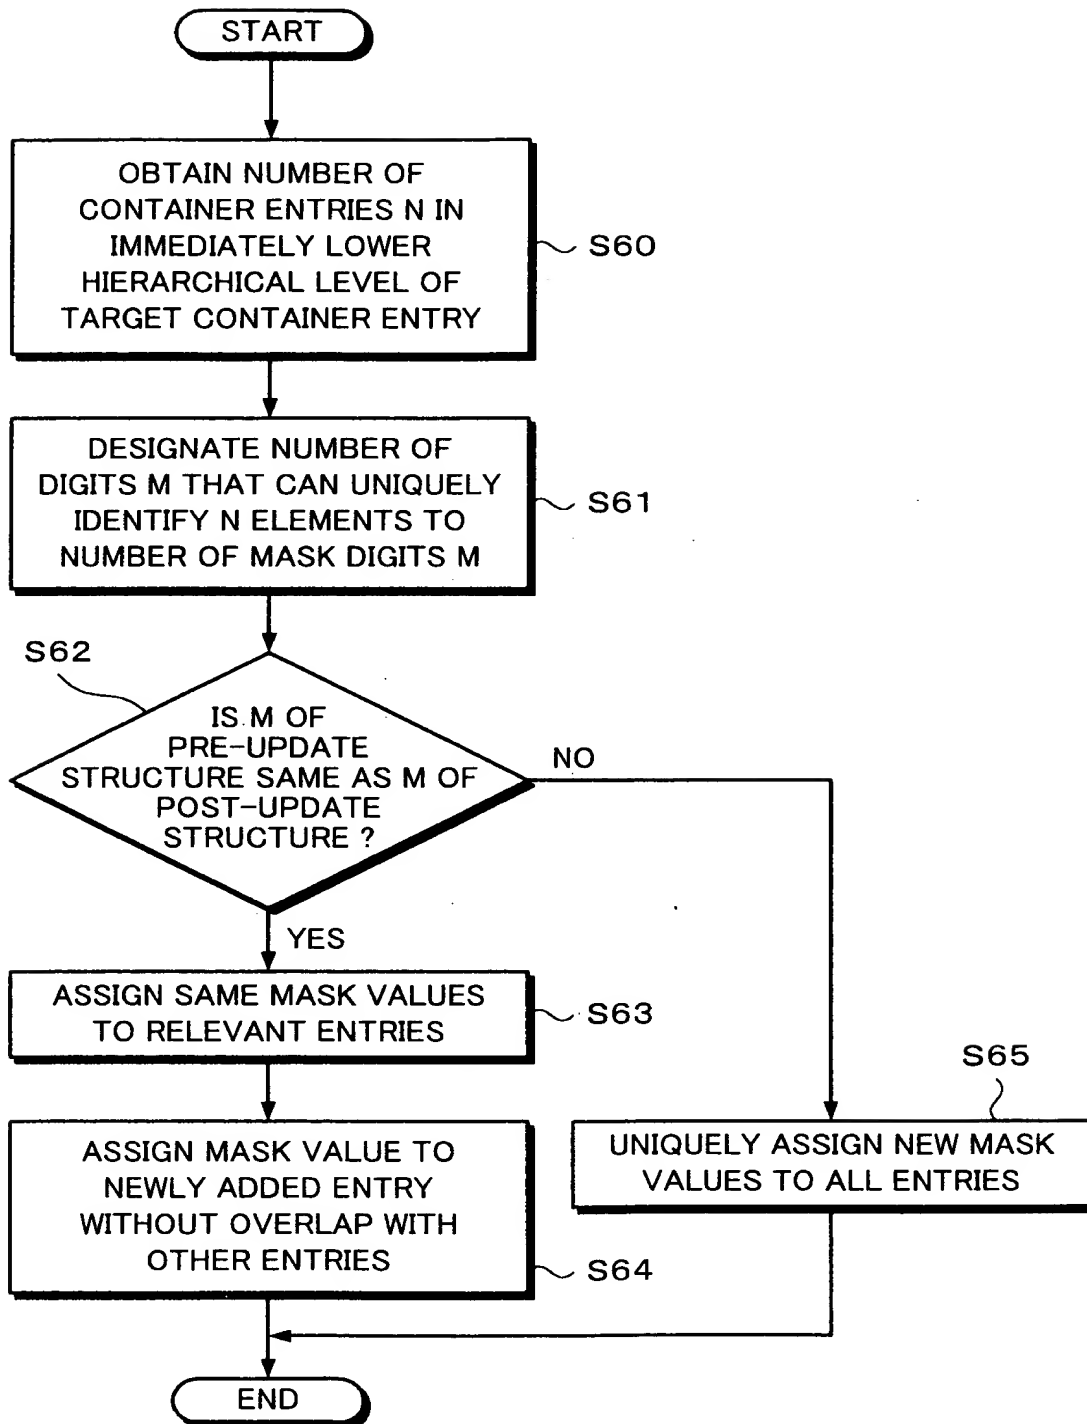 START
OBTAIN NUMBER OF
CONTAINER ENTRIES N IN
IMMEDIATELY LOWER
HIERARCHICAL LEVEL OF
TARGET CONTAINER ENTRY
S60
DESIGNATE NUMBER OF
DIGITS M THAT CAN UNIQUELY
IDENTIFY N ELEMENTS TO
NUMBER OF MASK DIGITS M
S61
S62
IS M OF
PRE-UPDATE
STRUCTURE SAME AS M OF
POST-UPDATE
STRUCTURE ?
NO
YES
ASSIGN SAME MASK VALUES
TO RELEVANT ENTRIES
S63
ASSIGN MASK VALUE TO
NEWLY ADDED ENTRY
WITHOUT OVERLAP WITH
OTHER ENTRIES
S64
S65
UNIQUELY ASSIGN NEW MASK
VALUES TO ALL ENTRIES
END